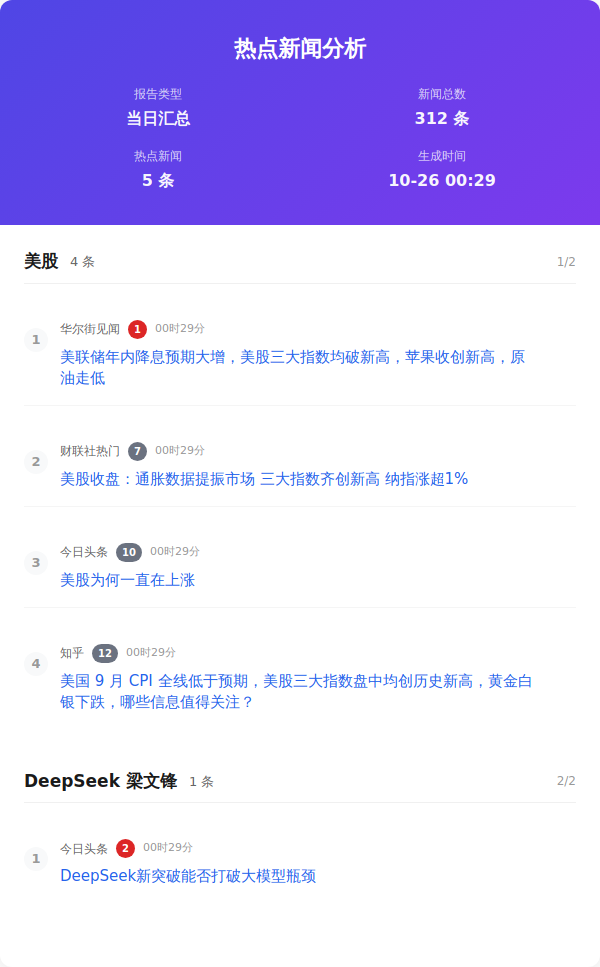 热点新闻分析
报告类型
新闻总数
当日汇总
312 条
热点新闻
生成时间
5 条
10-26 00:29
美股 4 条 1/2
1
华尔街见闻 1 00时29分
美联储年内降息预期大增，美股三大指数均破新高，苹果收创新高，原
油走低
2
财联社热门 7 00时29分
美股收盘：通胀数据提振市场 三大指数齐创新高 纳指涨超1%
3
今日头条 10 00时29分
美股为何一直在上涨
4
知乎 12 00时29分
美国 9 月 CPI 全线低于预期，美股三大指数盘中均创历史新高，黄金白
银下跌，哪些信息值得关注？
DeepSeek 梁文锋 1 条 2/2
1
今日头条 2 00时29分
DeepSeek新突破能否打破大模型瓶颈